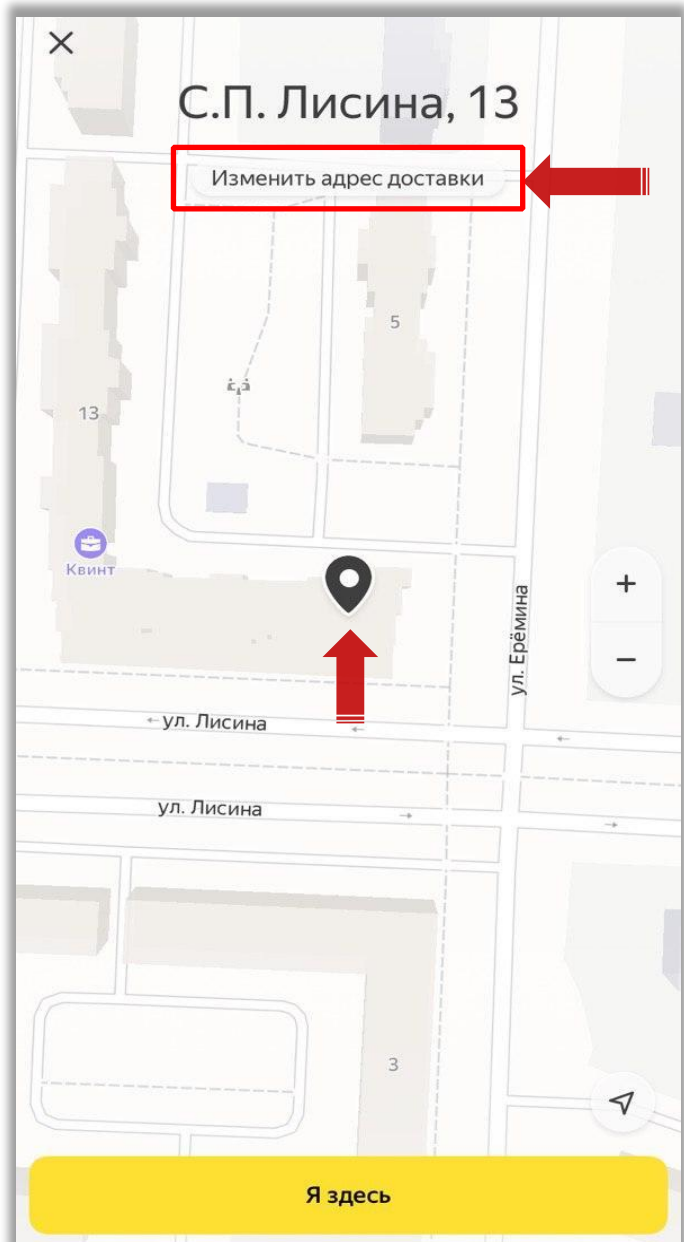 С.П. Лисина, 13
Изменить адрес доставки
5
13
Квинт
+
ул. Ерёмина
−
ул. Лисина
ул. Лисина
3
Я здесь